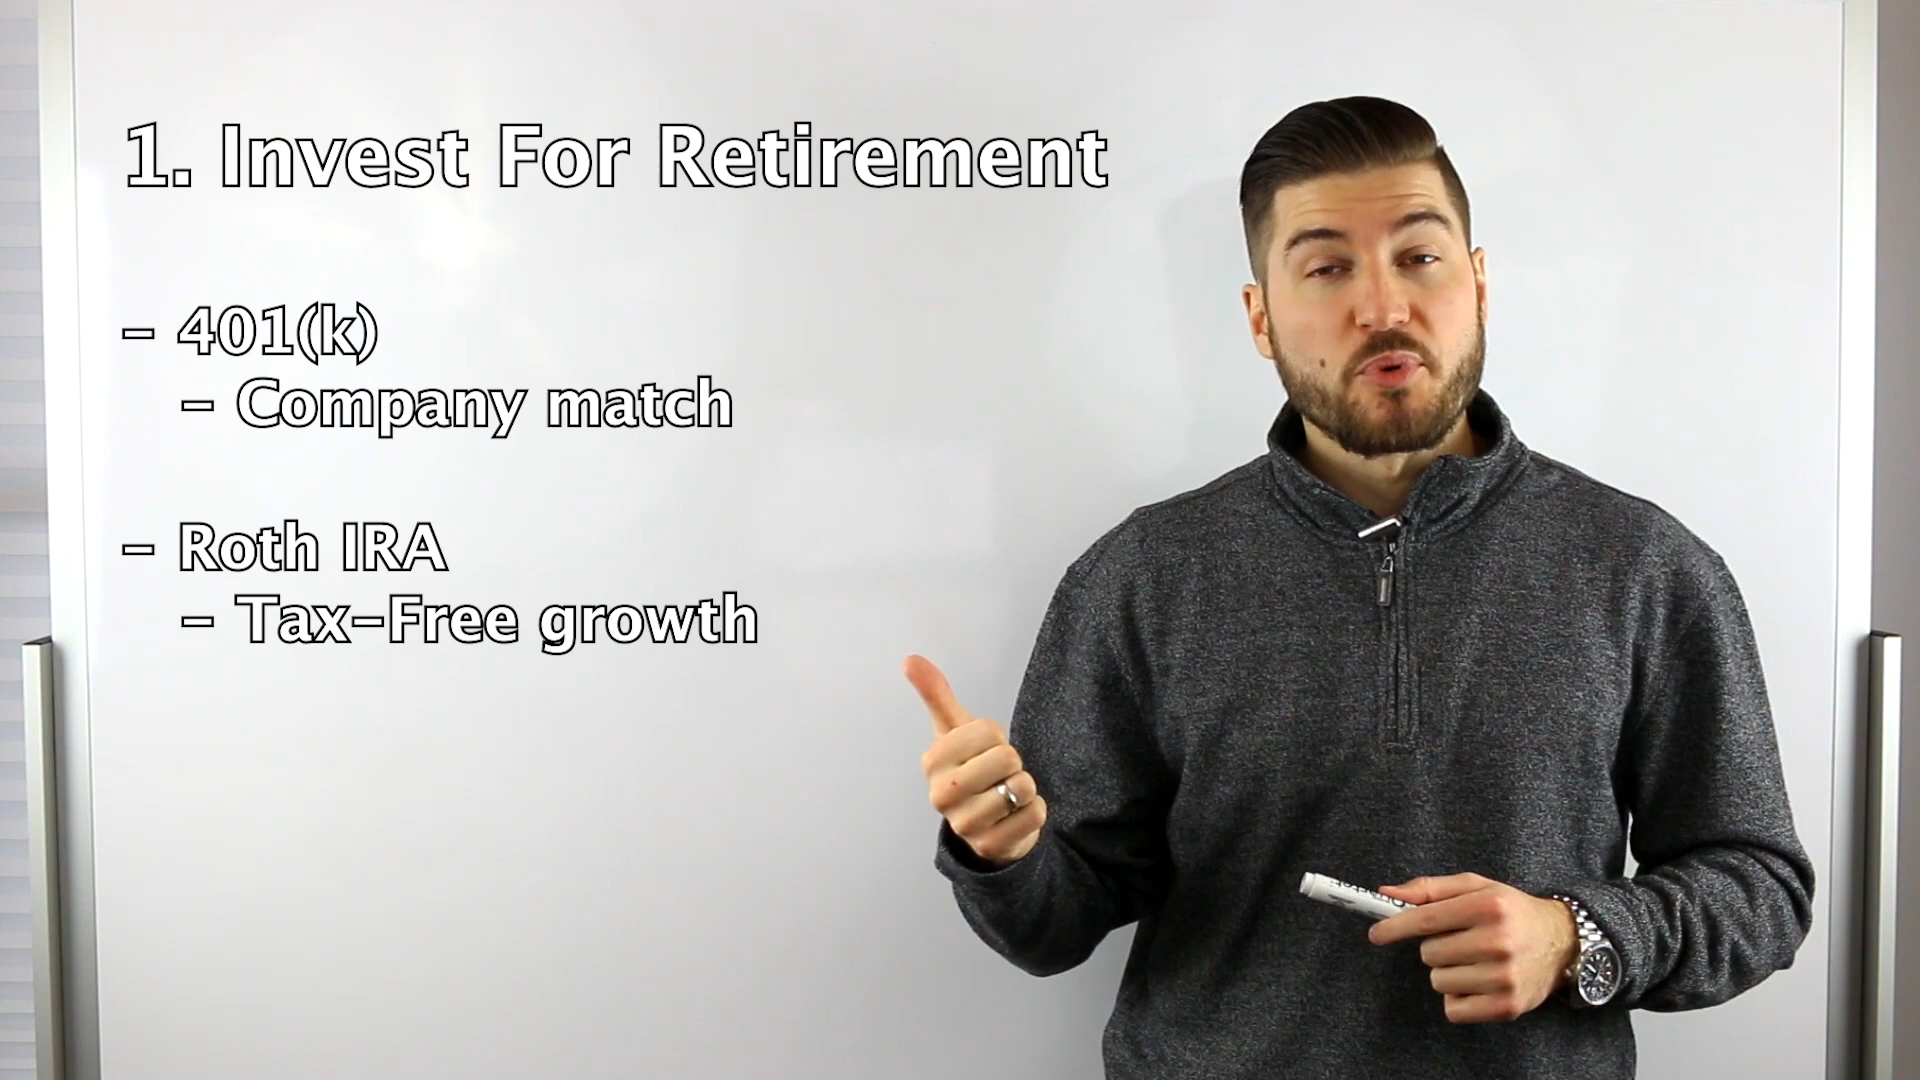 1. Invest For Retirement
- 401(k)
- Company match
- Roth IRA
- Tax-Free growth